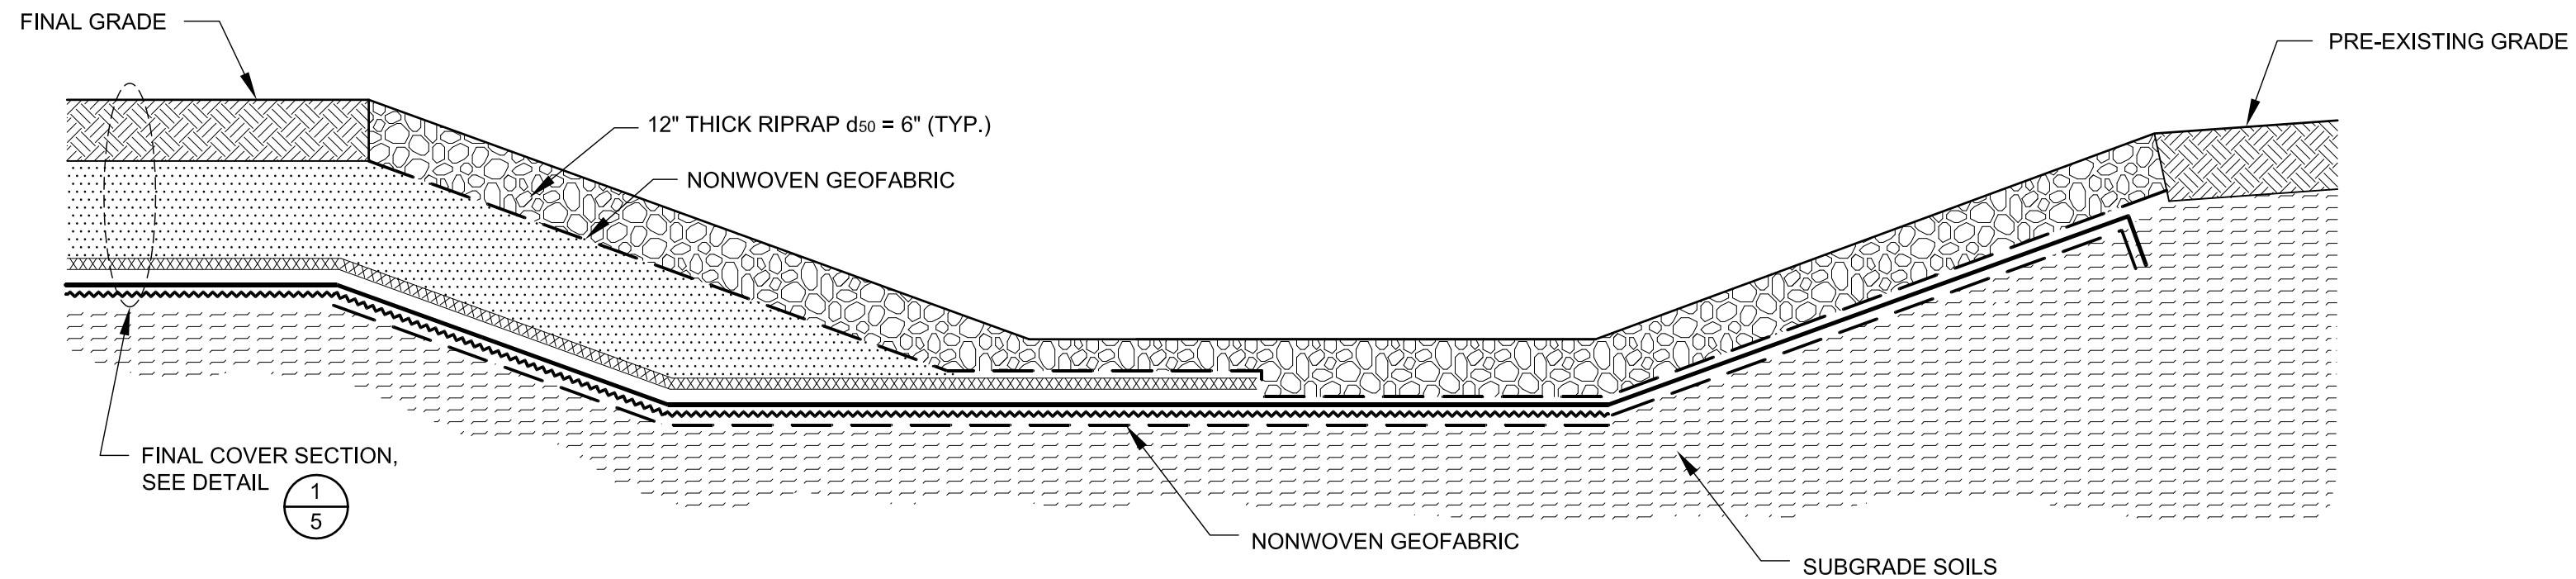 FINAL GRADE
PRE-EXISTING GRADE
12" THICK RIPRAP d50 = 6" (TYP.)
NONWOVEN GEOFABRIC
FINAL COVER SECTION,
SEE DETAIL
1
5
NONWOVEN GEOFABRIC
SUBGRADE SOILS